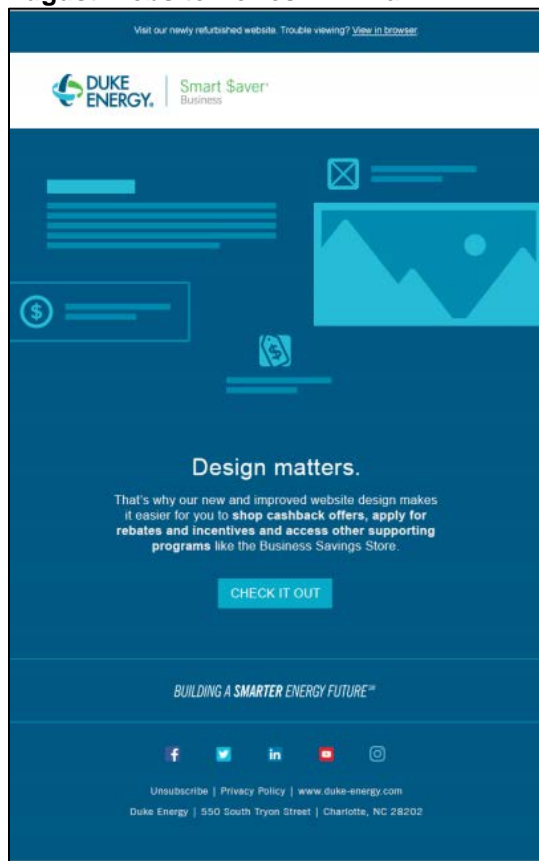 Visit our newly refurbished website. Trouble viewing? View in browser
DUKE
ENERGY®
Smart $aver®
Business
$
$
Design matters.
That's why our new and improved website design makes
it easier for you to shop cashback offers, apply for
rebates and incentives and access other supporting
programs like the Business Savings Store.
CHECK IT OUT
BUILDING A SMARTER ENERGY FUTURE℠
Unsubscribe | Privacy Policy | www.duke-energy.com
Duke Energy | 550 South Tryon Street | Charlotte, NC 28202